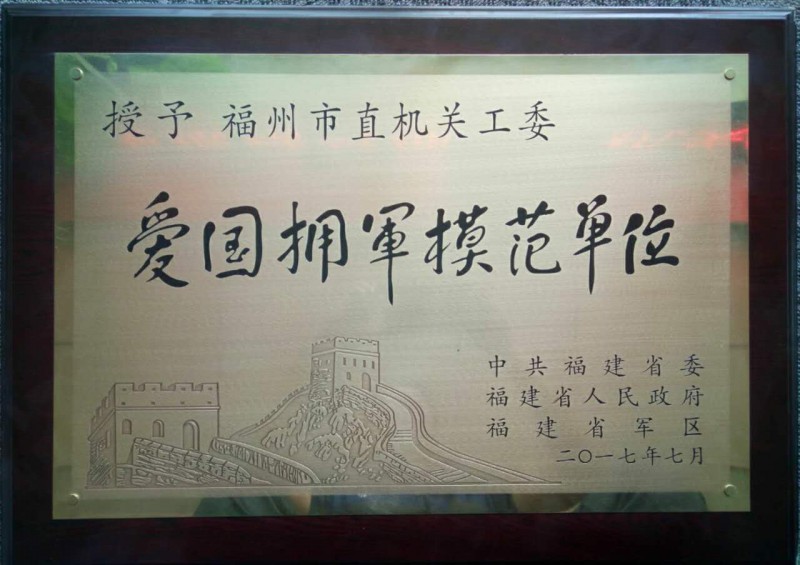 授予 福州市直机关工委
爱国拥軍模范单位
中共福建省委
福建省人民政府
福建省军区
二〇一七年七月